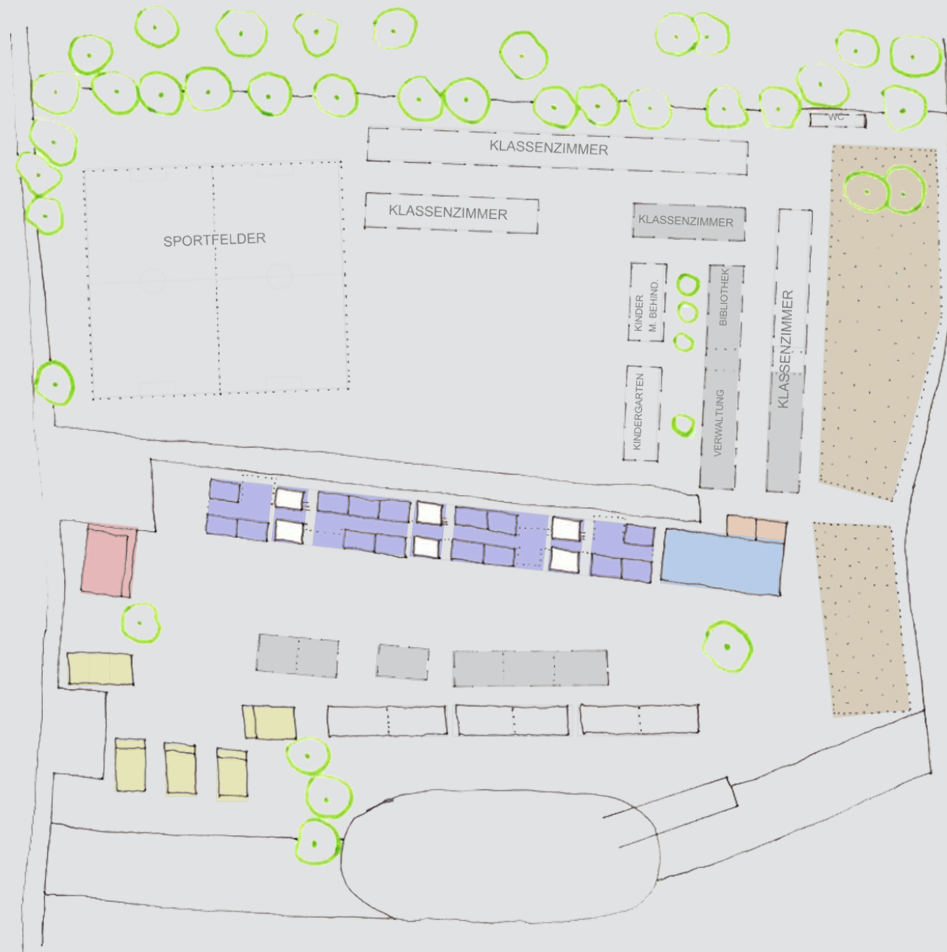 WC
KLASSENZIMMER
KLASSENZIMMER
KLASSENZIMMER
SPORTFELDER
KINDER
M. BEHIND.
BIBLIOTHEK
KLASSENZIMMER
KINDERGARTEN
VERWALTUNG